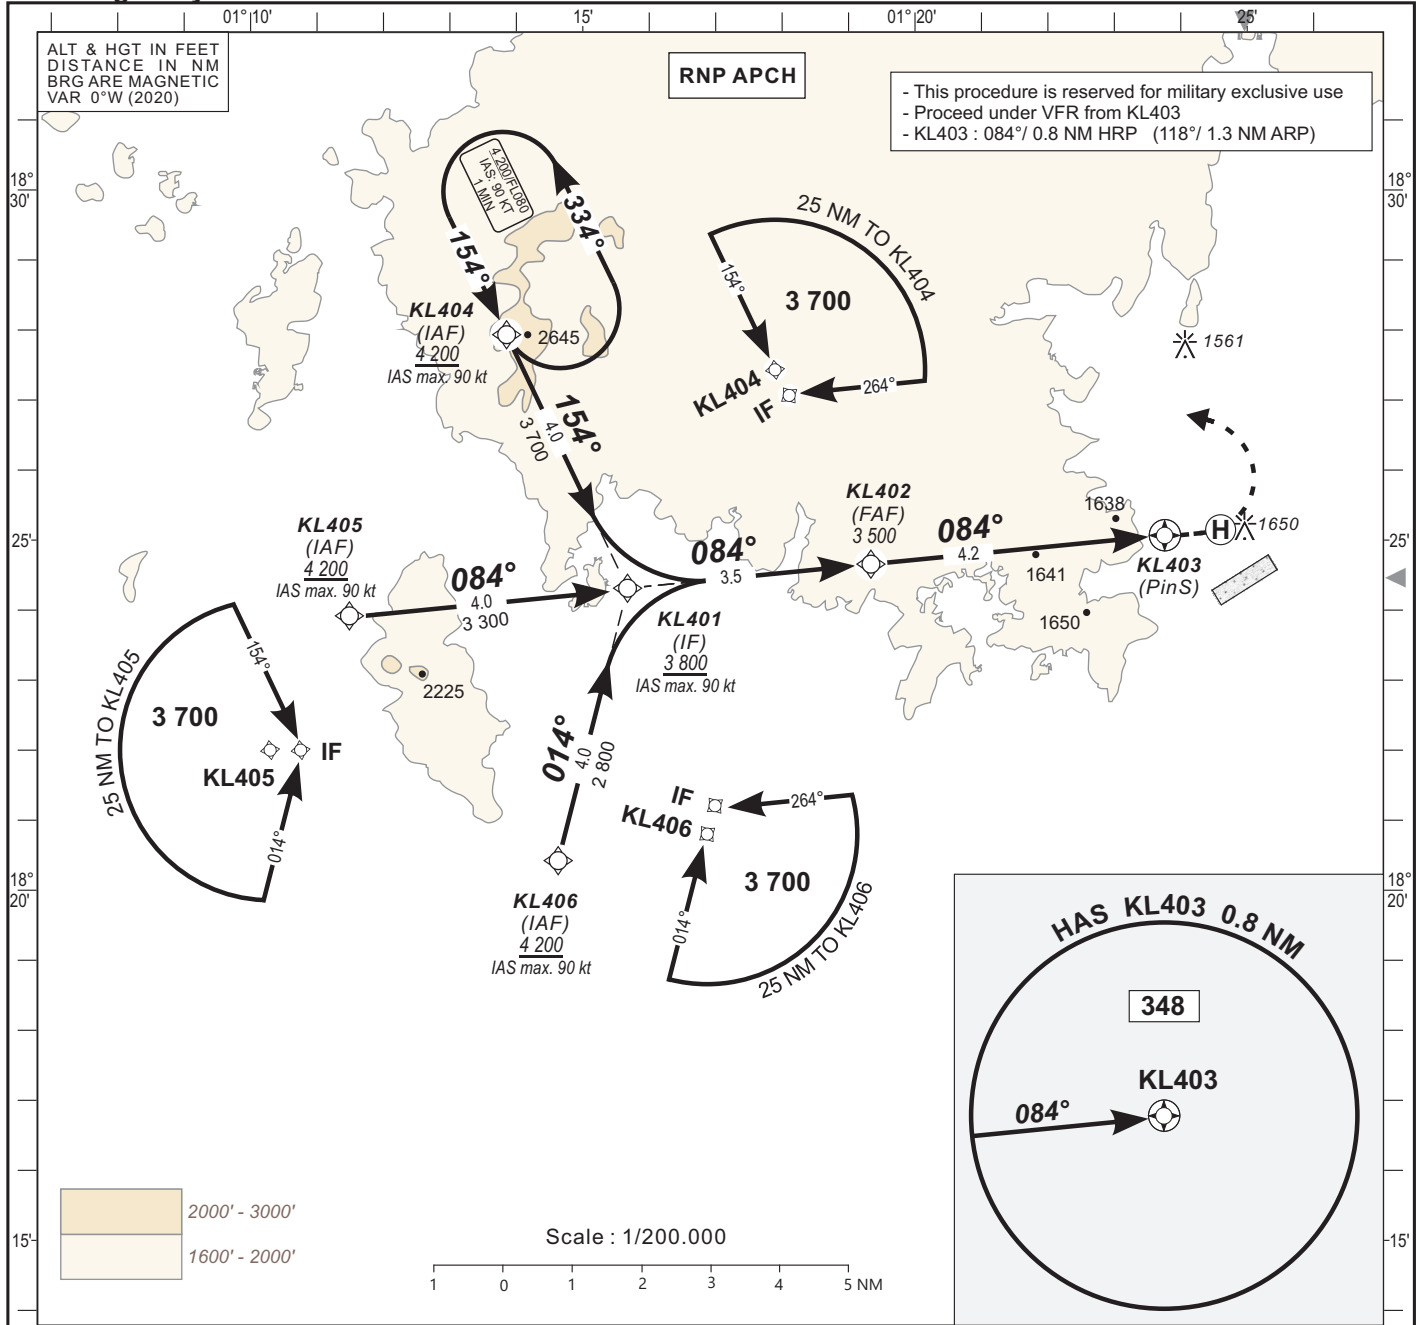 01° 10'
15'
01° 20'
25'
ALT & HGT IN FEET
DISTANCE IN NM
BRG ARE MAGNETIC
VAR 0°W (2020)
RNP APCH
- This procedure is reserved for military exclusive use
- Proceed under VFR from KL403
- KL403 : 084°/ 0.8 NM HRP (118°/ 1.3 NM ARP)
18°
30'
18°
30'
4 200/FL080
IAS: 90 KT
1 MIN
334°
154°
KL404
(IAF)
4 200
IAS max. 90 kt
2645
25 NM TO KL404
154°
3 700
KL404
IF
264°
1561
154°
4.0
3 700
KL405
(IAF)
4 200
IAS max. 90 kt
084°
4.0
3 300
25'
25'
084°
3.5
KL402
(FAF)
3 500
084°
4.2
1638
1641
1650
KL403
(PinS)
H
1650
KL401
(IF)
3 800
IAS max. 90 kt
2225
25 NM TO KL405
154°
3 700
IF
KL405
014°
014°
4.0
2 800
KL406
(IAF)
4 200
IAS max. 90 kt
IF
264°
KL406
3 700
014°
25 NM TO KL406
18°
20'
18°
20'
HAS KL403 0.8 NM
348
KL403
084°
2000' - 3000'
1600' - 2000'
15'
15'
Scale : 1/200.000
1 0 1 2 3 4 5 NM